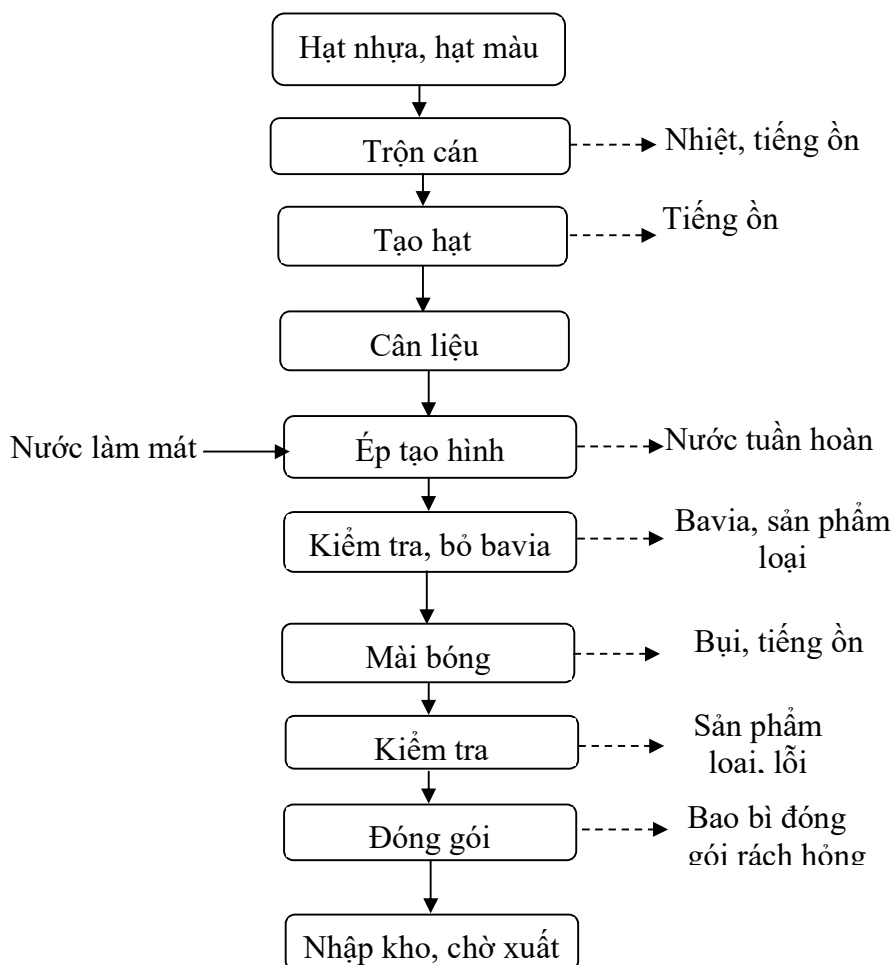 Hạt nhựa, hạt màu
Trộn cán
Nhiệt, tiếng ồn
Tạo hạt
Tiếng ồn
Cân liệu
Nước làm mát
Ép tạo hình
Nước tuần hoàn
Kiểm tra, bỏ bavia
Bavia, sản phẩm
loại
Mài bóng
Bụi, tiếng ồn
Kiểm tra
Sản phẩm
loại, lỗi
Đóng gói
Bao bì đóng
gói rách hỏng
Nhập kho, chờ xuất